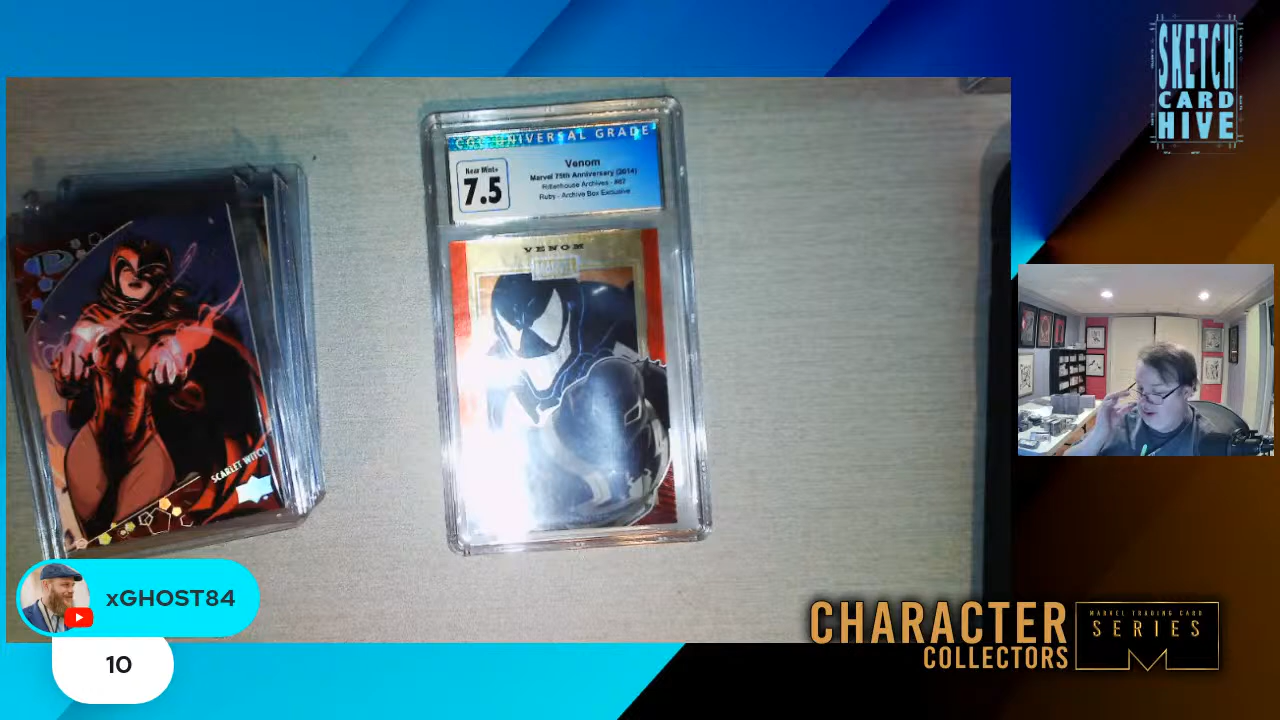 SKETCH
CARD
HIVE
CGC UNIVERSAL GRADE
Near Mint+
7.5
Venom
Marvel 75th Anniversary (2014)
Rittenhouse Archives - #82
Ruby - Archive Box Exclusive
VENOM
SCARLET WITCH
xGHOST84
10
CHARACTER
COLLECTORS
MARVEL TRADING CARD
SERIES